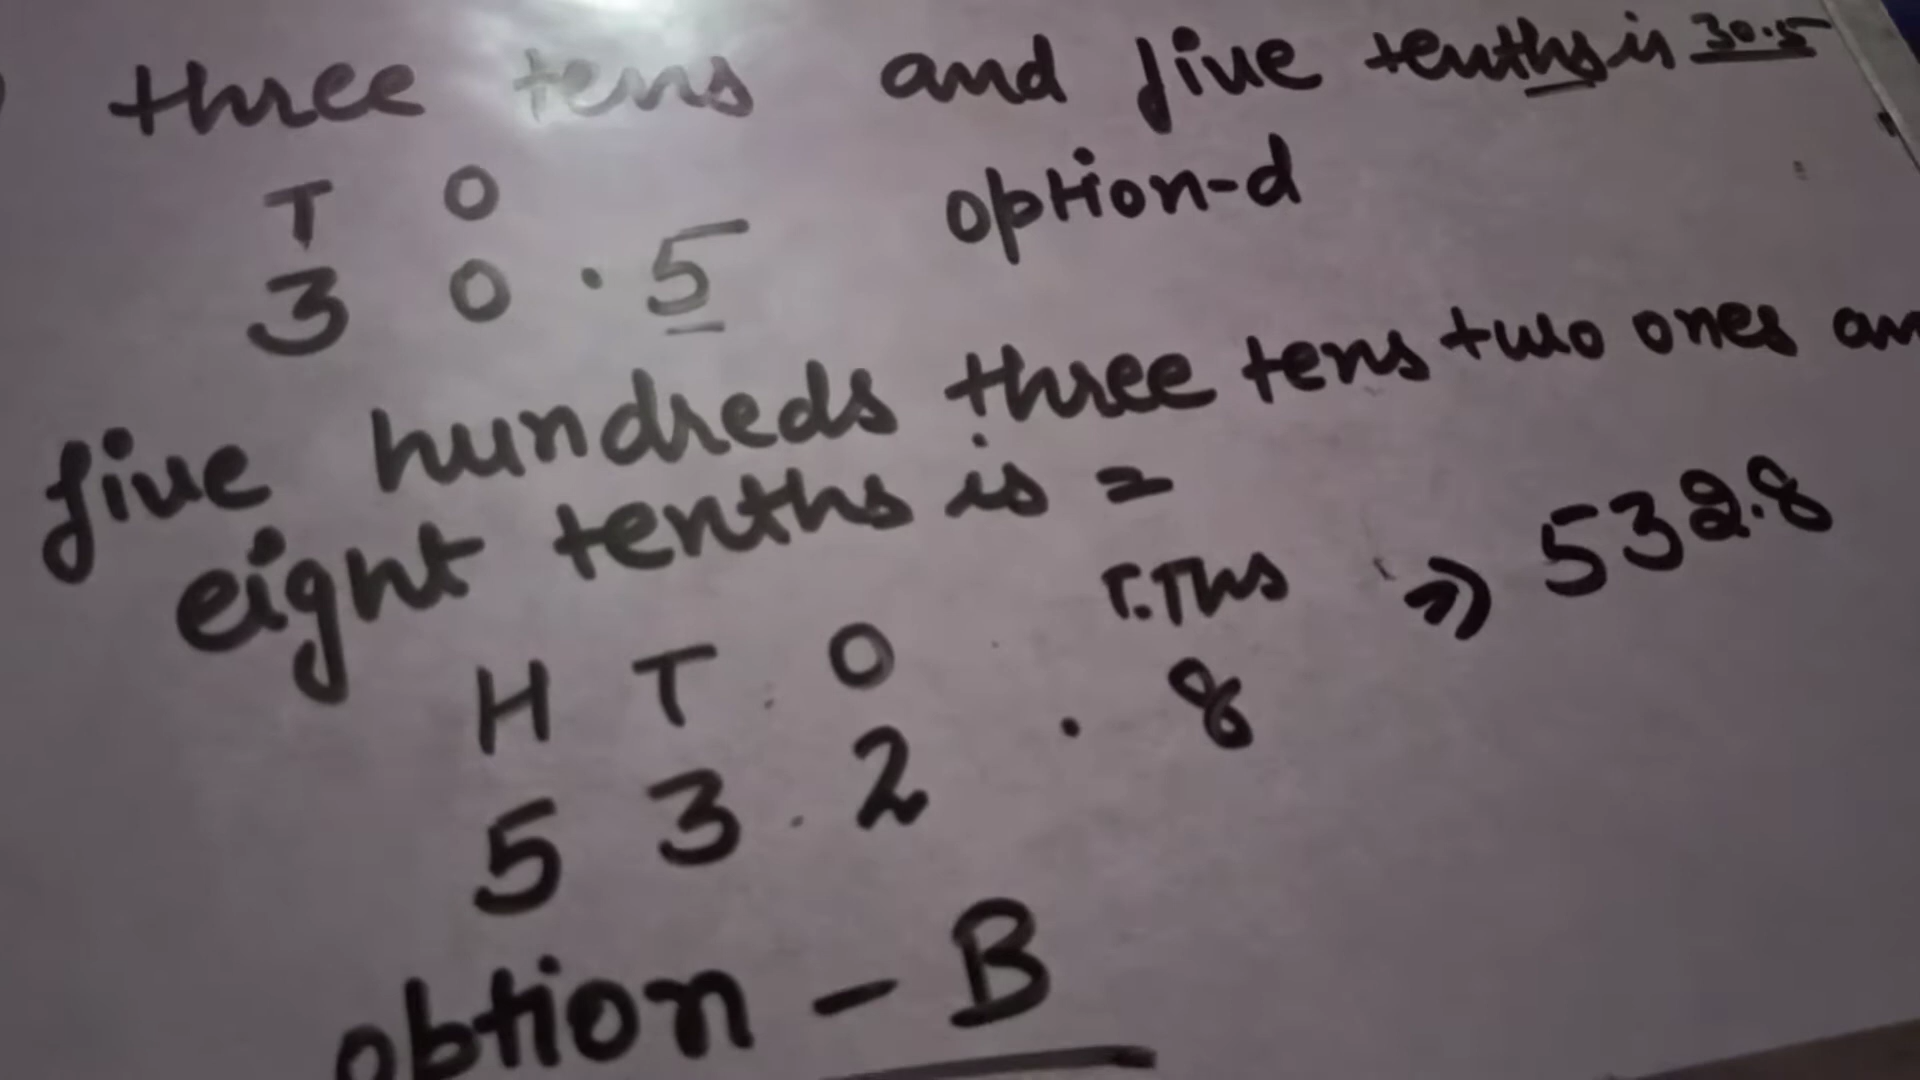 three tens and five tenths is 30.5
T O
3 0 . 5
option-d
five hundreds three tens two ones
eight tenths is =
H T O T.Ths
5 3 2 . 8
⇒ 532.8
option - B